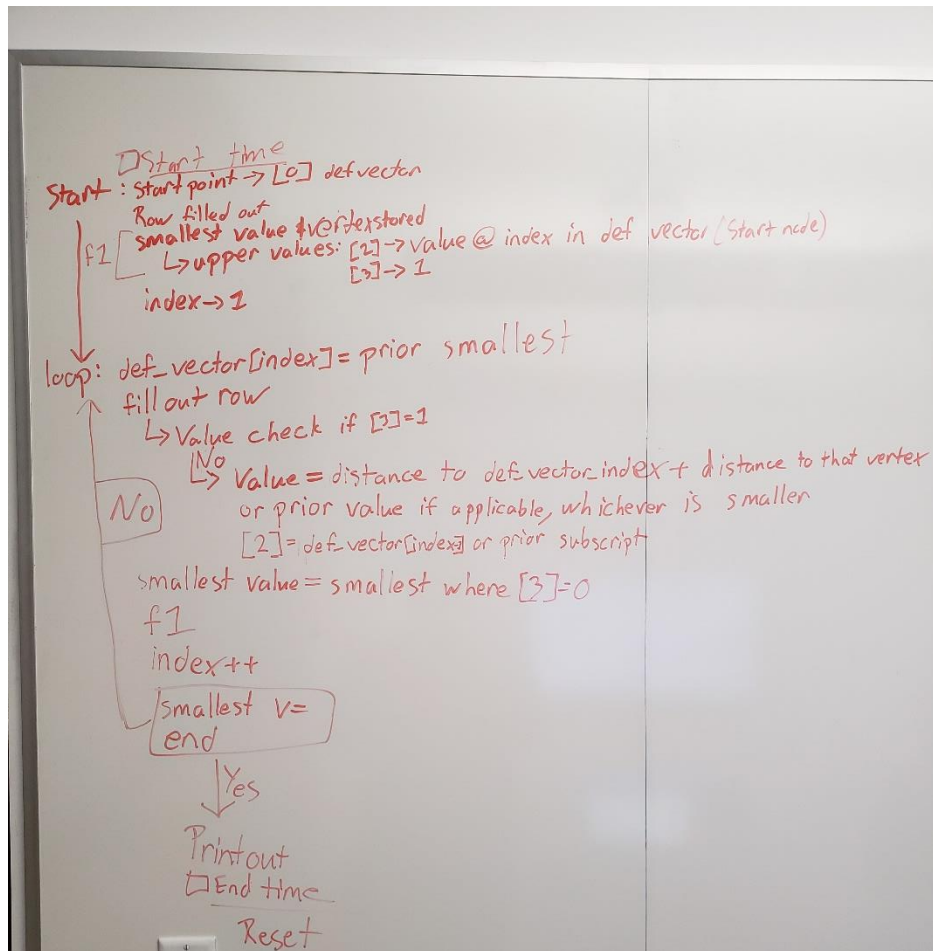 □Start time
Start: Start point → [0] def vector
Row filled out
f1 [ smallest value & vertex stored
↳ upper values: [2] → value @ index in def vector (Start node)
[3] → 1
index → 1
loop: def_vector[index] = prior smallest
fill out row
↳ Value check if [3]=1
No
↳ Value = distance to def_vector_index + distance to that vertex
or prior value if applicable, whichever is smaller
[2] = def_vector[index] or prior subscript
No
smallest value = smallest where [3]=0
f1
index++
smallest v=
end
Yes
Printout
□End time
Reset